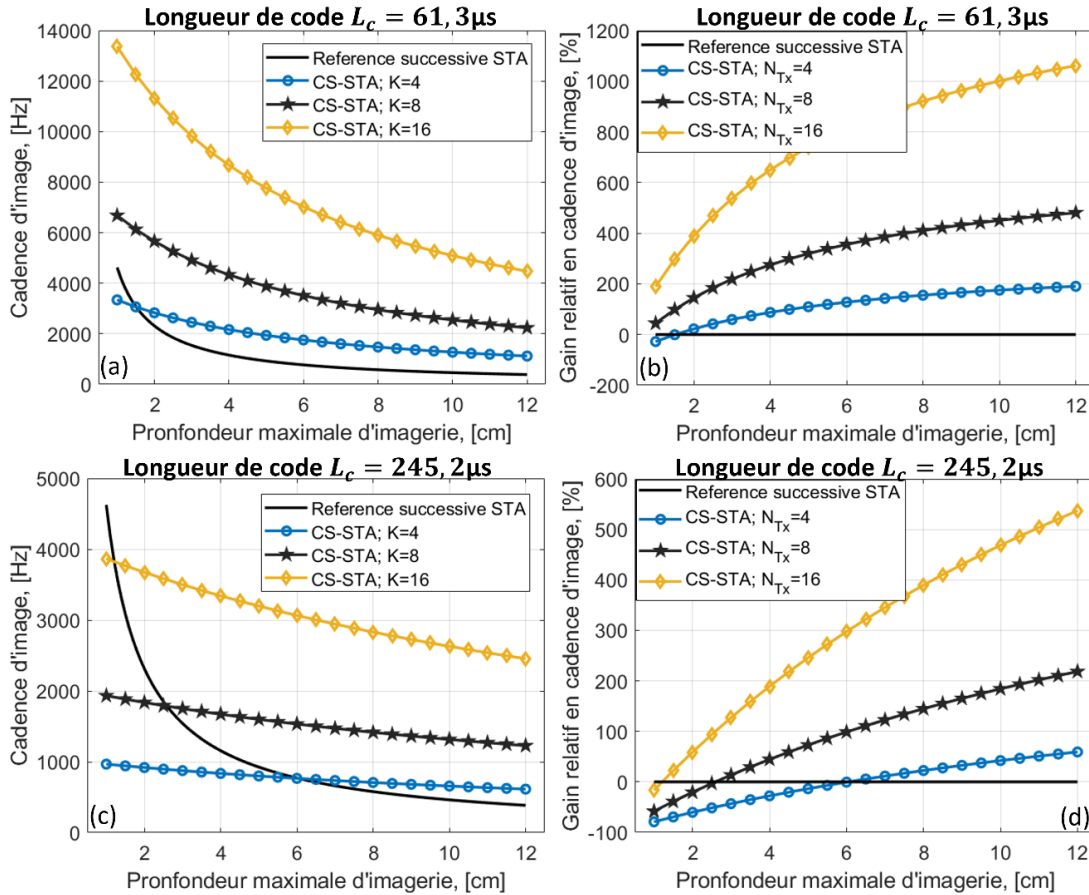 Longueur de code L_c = 61, 3µs
14000
12000
10000
8000
6000
4000
2000
0
Cadence d'image, [Hz]
Reference successive STA
CS-STA; K=4
CS-STA; K=8
CS-STA; K=16
(a)
2 4 6 8 10 12
Pronfondeur maximale d'imagerie, [cm]
Longueur de code L_c = 61, 3µs
1200
1000
800
600
400
200
0
-200
Gain relatif en cadence d'image, [%]
Reference successive STA
CS-STA; N_Tx=4
CS-STA; N_Tx=8
CS-STA; N_Tx=16
(b)
2 4 6 8 10 12
Pronfondeur maximale d'imagerie, [cm]
Longueur de code L_c = 245, 2µs
5000
4000
3000
2000
1000
0
Cadence d'image, [Hz]
Reference successive STA
CS-STA; K=4
CS-STA; K=8
CS-STA; K=16
(c)
2 4 6 8 10 12
Pronfondeur maximale d'imagerie, [cm]
Longueur de code L_c = 245, 2µs
600
500
400
300
200
100
0
-100
Gain relatif en cadence d'image, [%]
Reference successive STA
CS-STA; N_Tx=4
CS-STA; N_Tx=8
CS-STA; N_Tx=16
(d)
2 4 6 8 10 12
Pronfondeur maximale d'imagerie, [cm]